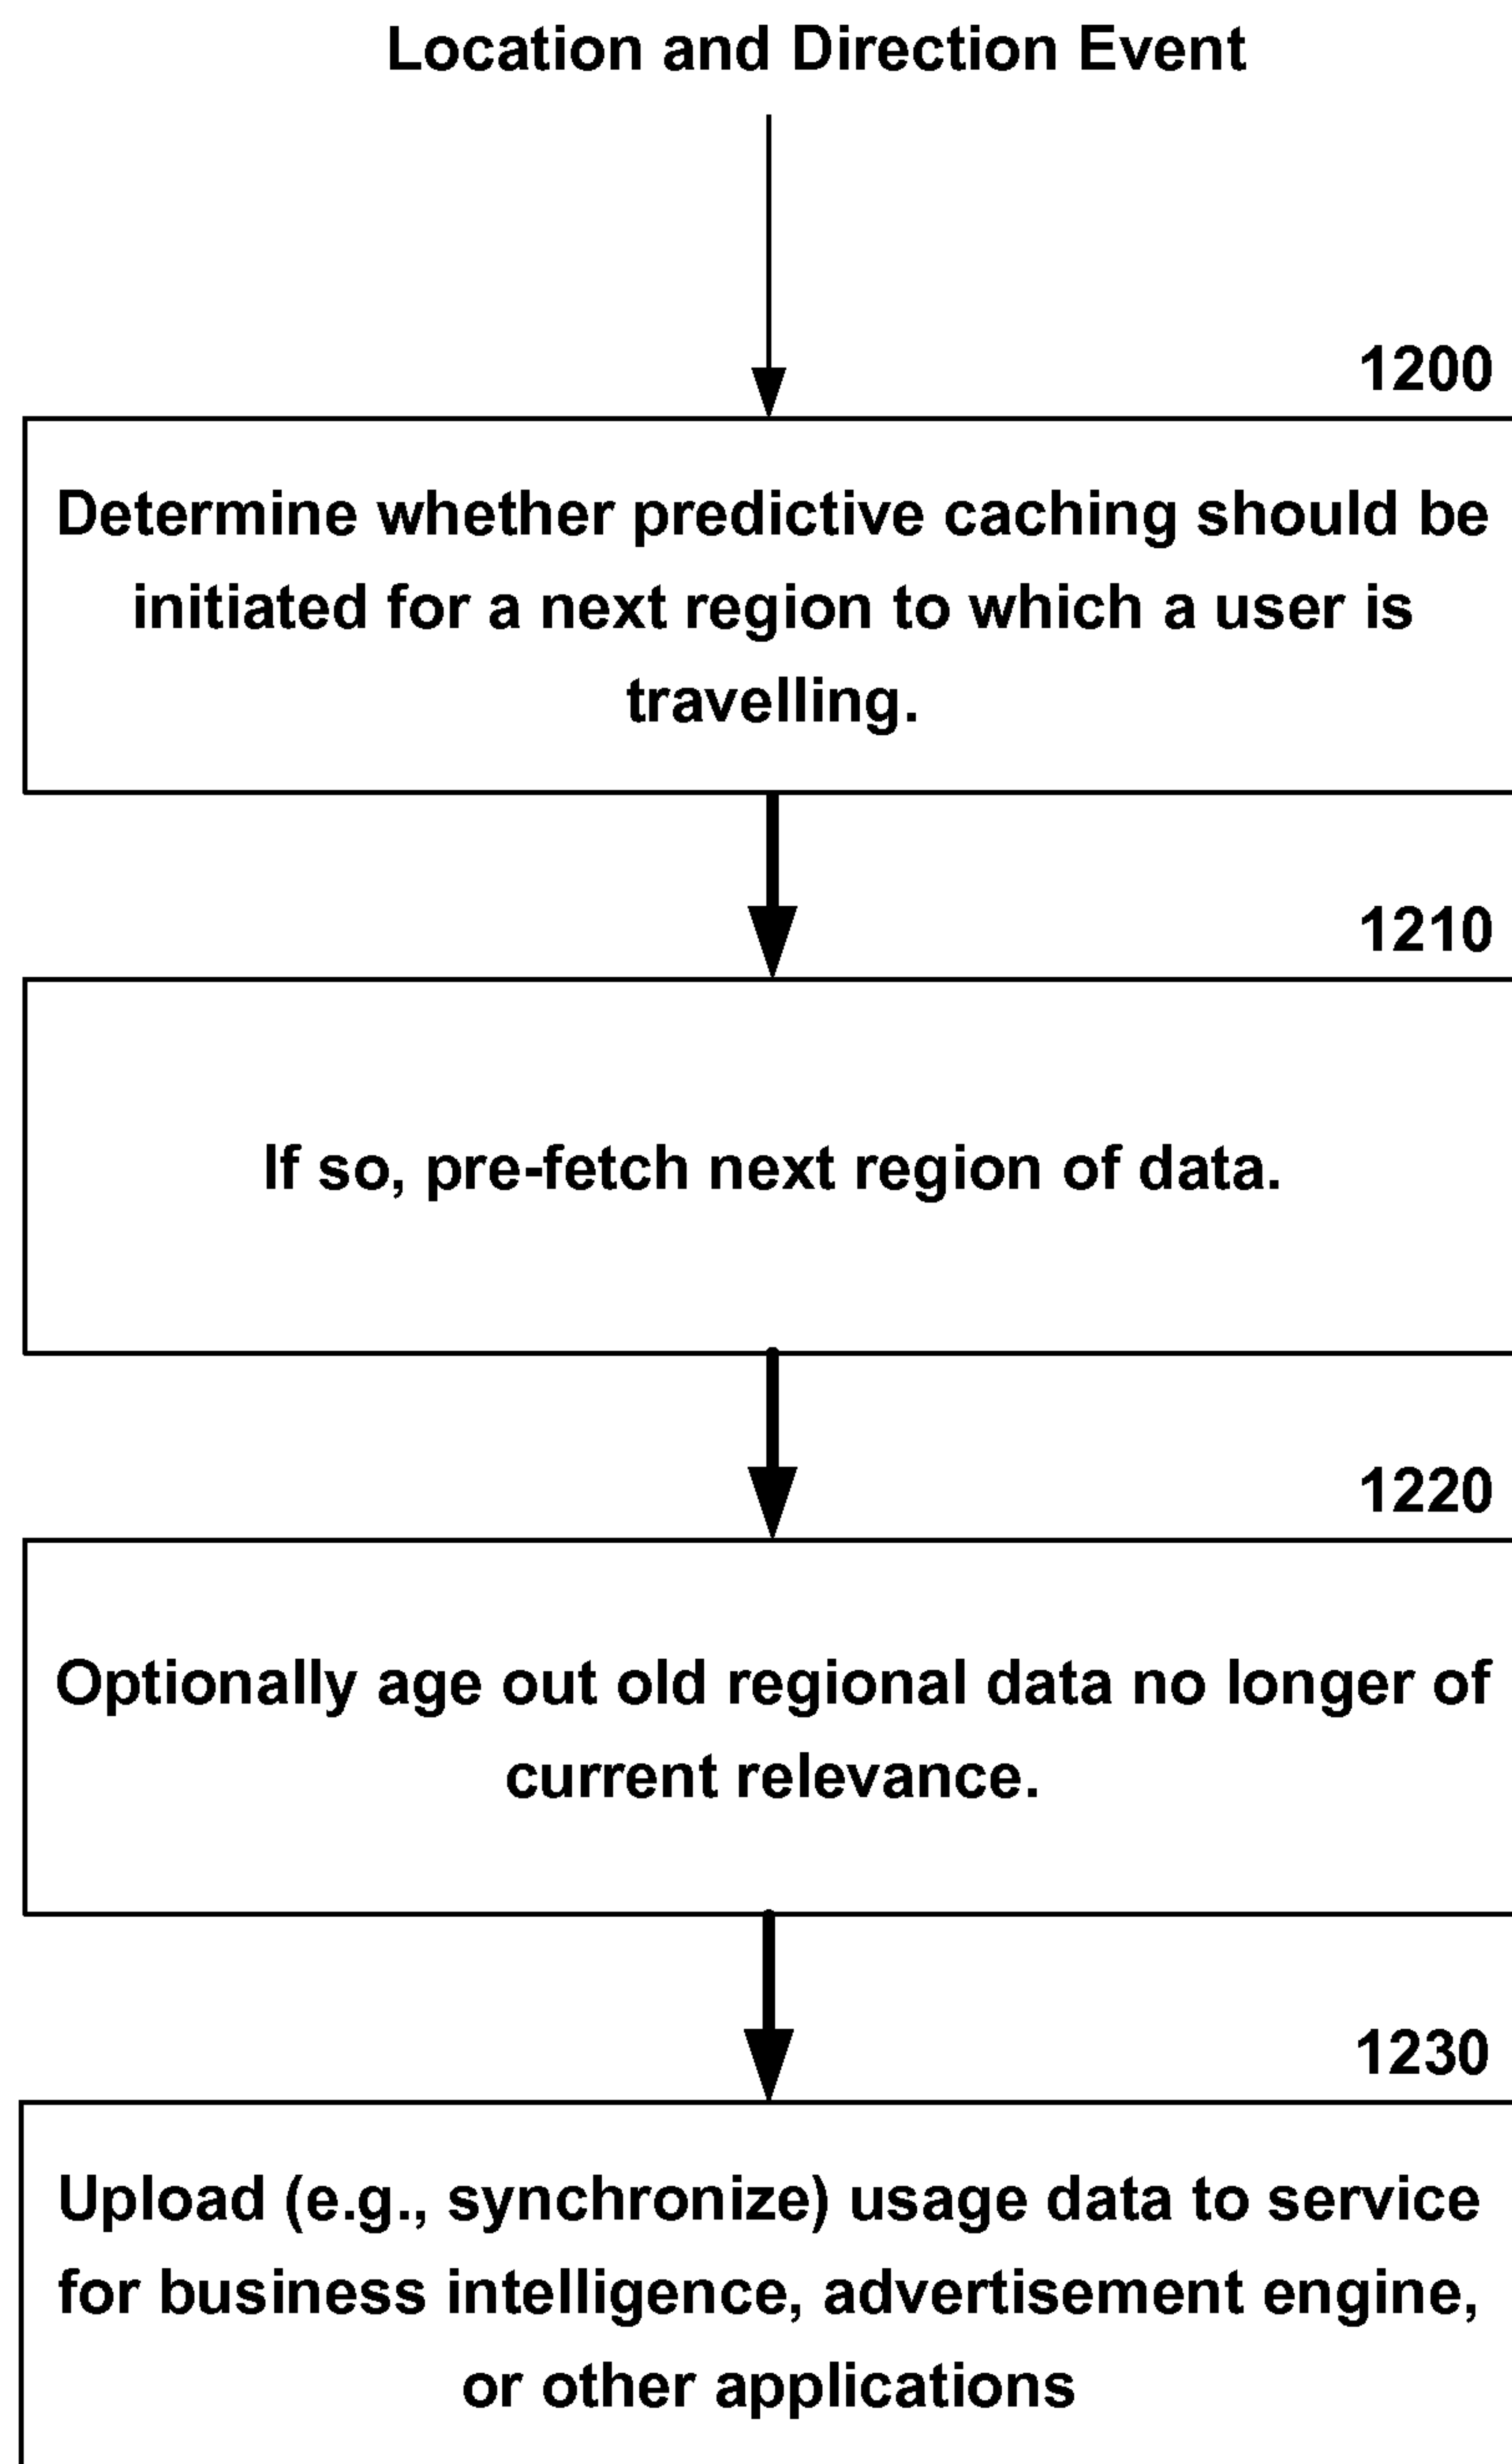 Location and Direction Event
1200
Determine whether predictive caching should be
initiated for a next region to which a user is
travelling.
1210
If so, pre-fetch next region of data.
1220
Optionally age out old regional data no longer of
current relevance.
1230
Upload (e.g., synchronize) usage data to service
for business intelligence, advertisement engine,
or other applications